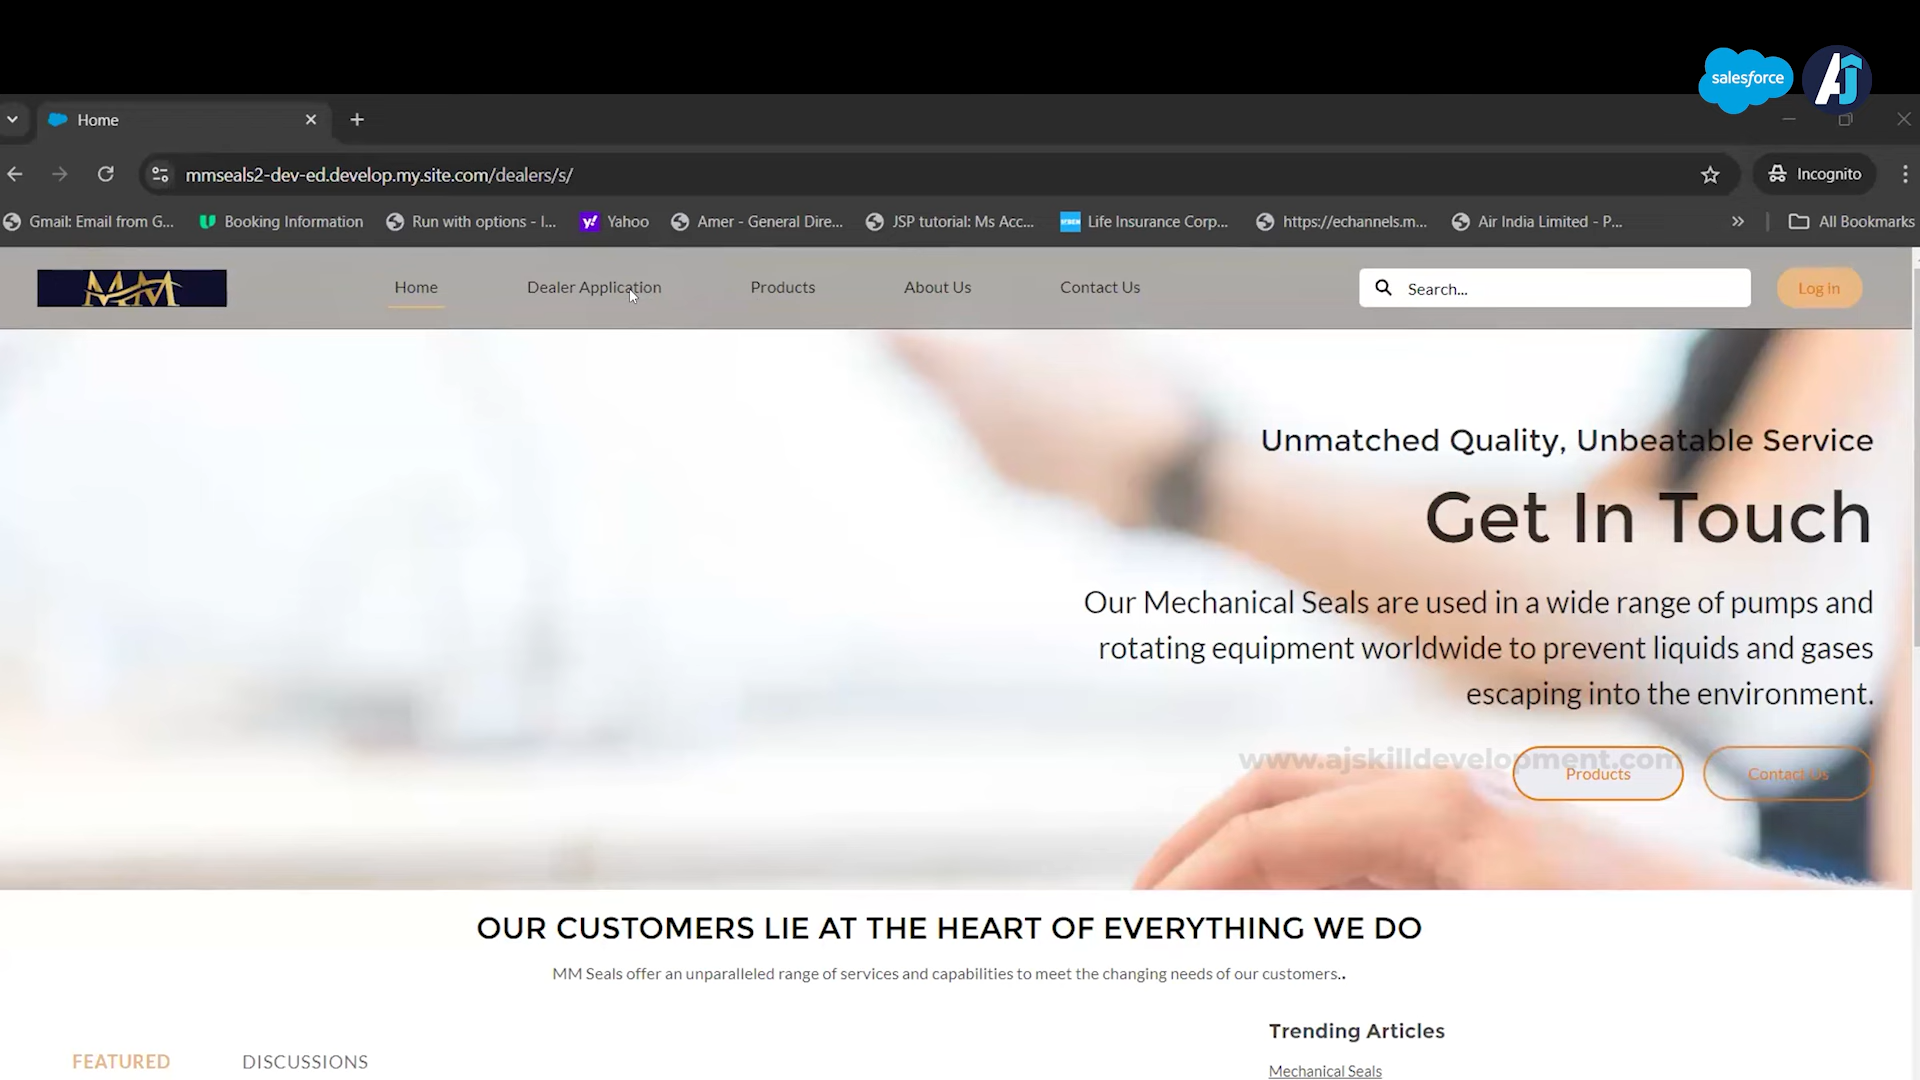 salesforce
AJ
Home
mmseals2-dev-ed.develop.my.site.com/dealers/s/
Incognito
Gmail: Email from G...
Booking Information
Run with options - I...
Yahoo
Amer - General Dire...
JSP tutorial: Ms Acc...
Life Insurance Corp...
https://echannels.m...
Air India Limited - P...
All Bookmarks
MM
Home
Dealer Application
Products
About Us
Contact Us
Search...
Log in
Unmatched Quality, Unbeatable Service
Get In Touch
Our Mechanical Seals are used in a wide range of pumps and
rotating equipment worldwide to prevent liquids and gases
escaping into the environment.
www.ajskilldevelopment.com
Products
Contact Us
OUR CUSTOMERS LIE AT THE HEART OF EVERYTHING WE DO
MM Seals offer an unparalleled range of services and capabilities to meet the changing needs of our customers..
Trending Articles
FEATURED
DISCUSSIONS
Mechanical Seals